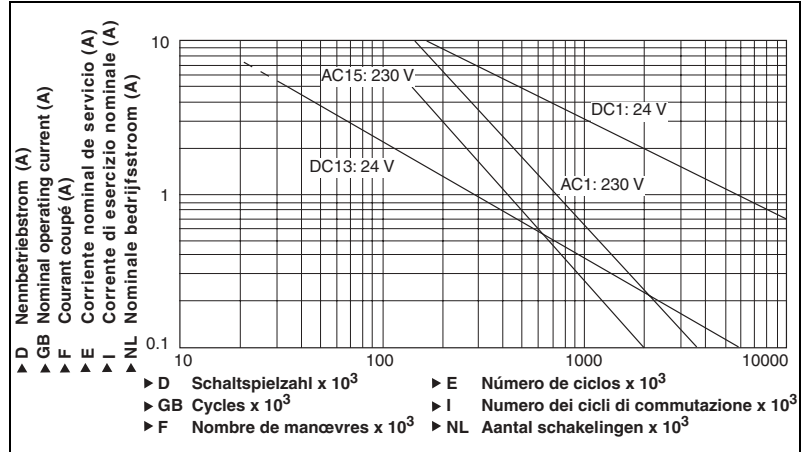 ▲ D Nennbetriebstrom (A)
▲ GB Nominal operating current (A)
▲ F Courant coupé (A)
▲ E Corriente nominal de servicio (A)
▲ I Corrente di esercizio nominale (A)
▲ NL Nominale bedrijfsstroom (A)
10
1
0.1
AC15: 230 V
DC1: 24 V
DC13: 24 V
AC1: 230 V
10 100 1000 10000
▶ D Schaltspielzahl x 10³
▶ GB Cycles x 10³
▶ F Nombre de manœvres x 10³
▶ E Número de ciclos x 10³
▶ I Numero dei cicli di commutazione x 10³
▶ NL Aantal schakelingen x 10³